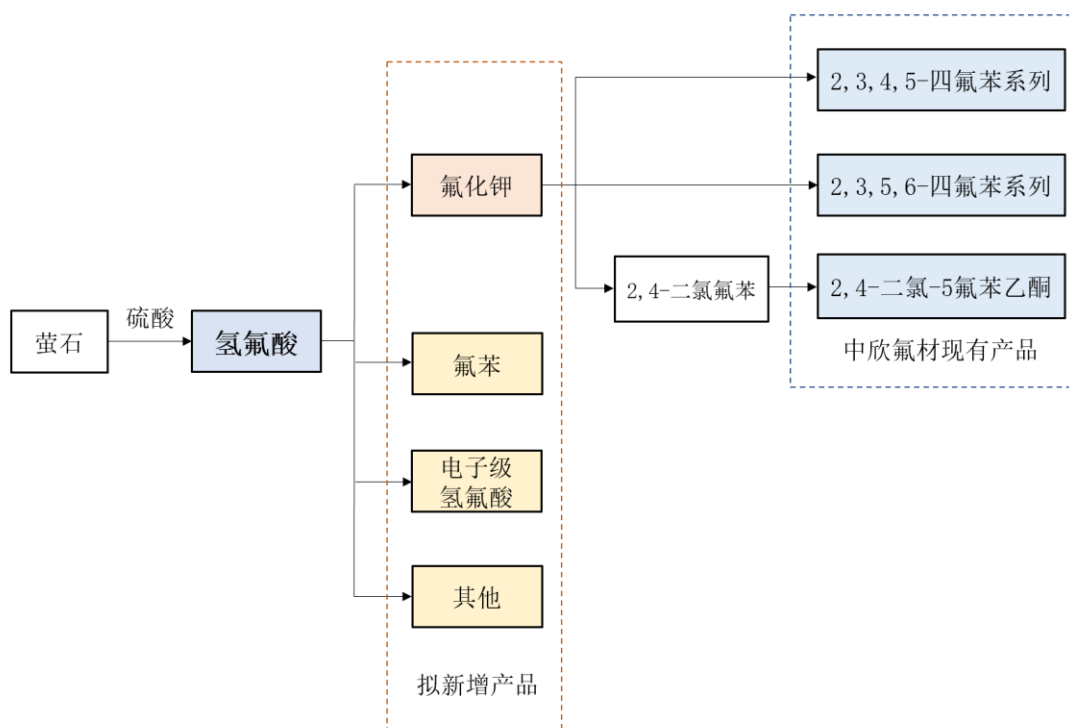 萤石
硫酸
氢氟酸
氟化钾
氟苯
电子级
氢氟酸
其他
拟新增产品
2,4-二氯氟苯
2,3,4,5-四氟苯系列
2,3,5,6-四氟苯系列
2,4-二氯-5氟苯乙酮
中欣氟材现有产品